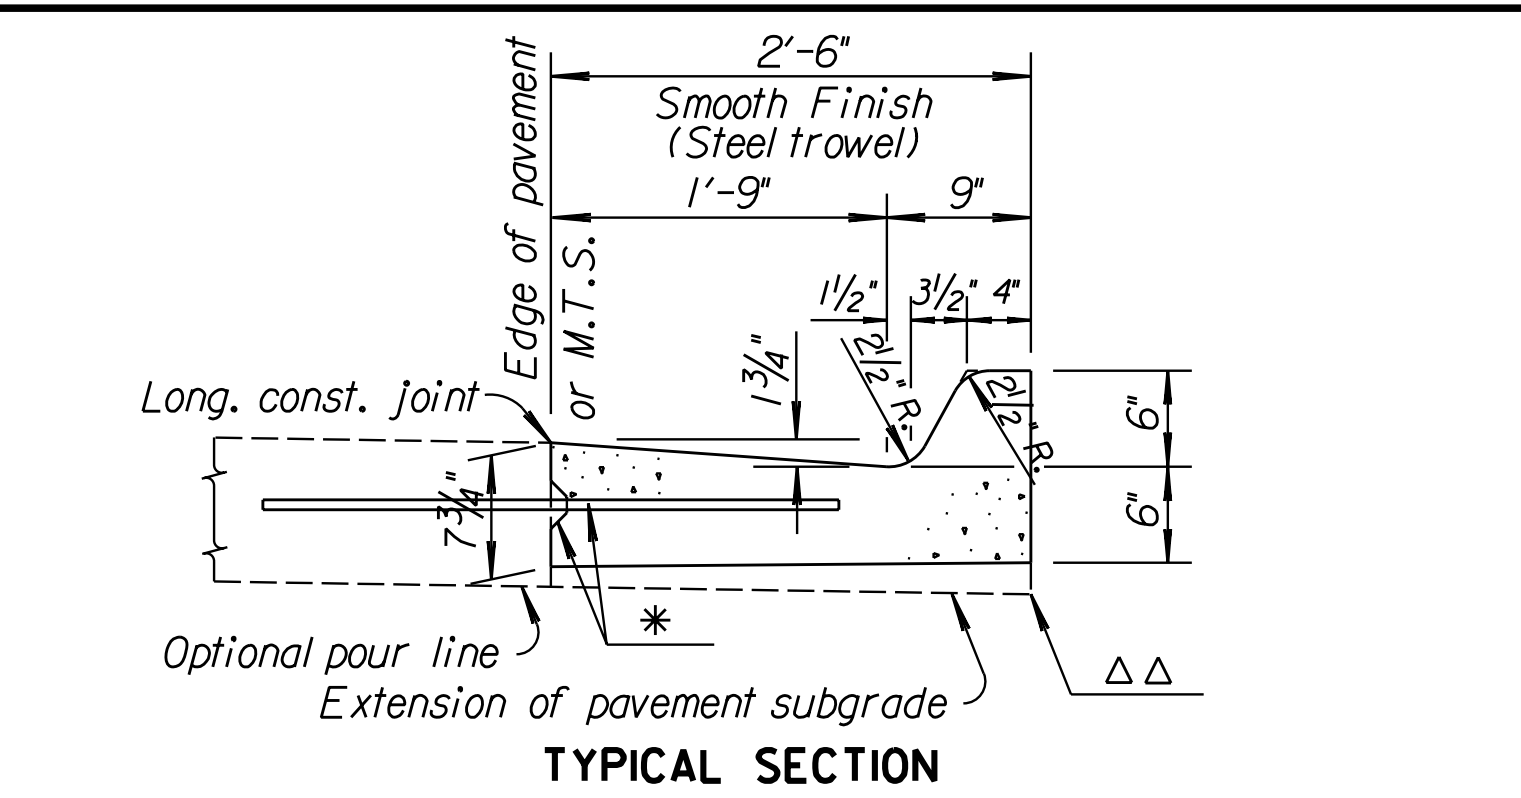 2'-6"
Smooth Finish
(Steel trowel)
1'-9"
9"
Edge of pavement
or M.T.S.
1½"
3½"
4"
1¾"
2½" R.
2½" R.
6"
6"
Long. const. joint
7¾"
*
Optional pour line
Extension of pavement subgrade
△ △
TYPICAL SECTION